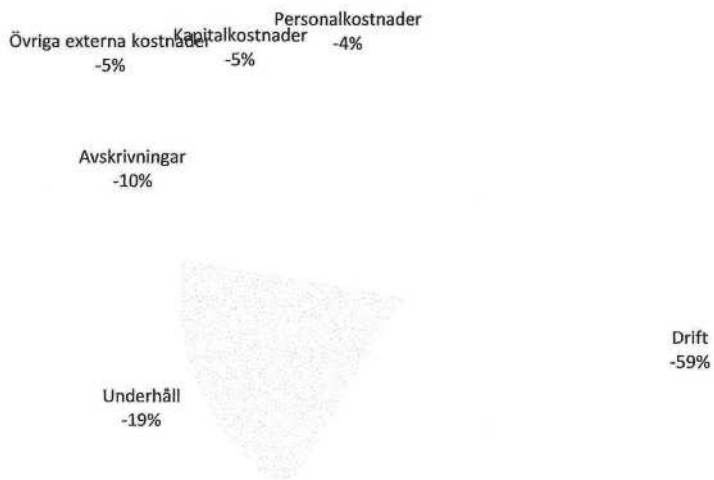 Personalkostnader
-4%
Kapitalkostnader
-5%
Övriga externa kostnader
-5%
Avskrivningar
-10%
Drift
-59%
Underhåll
-19%